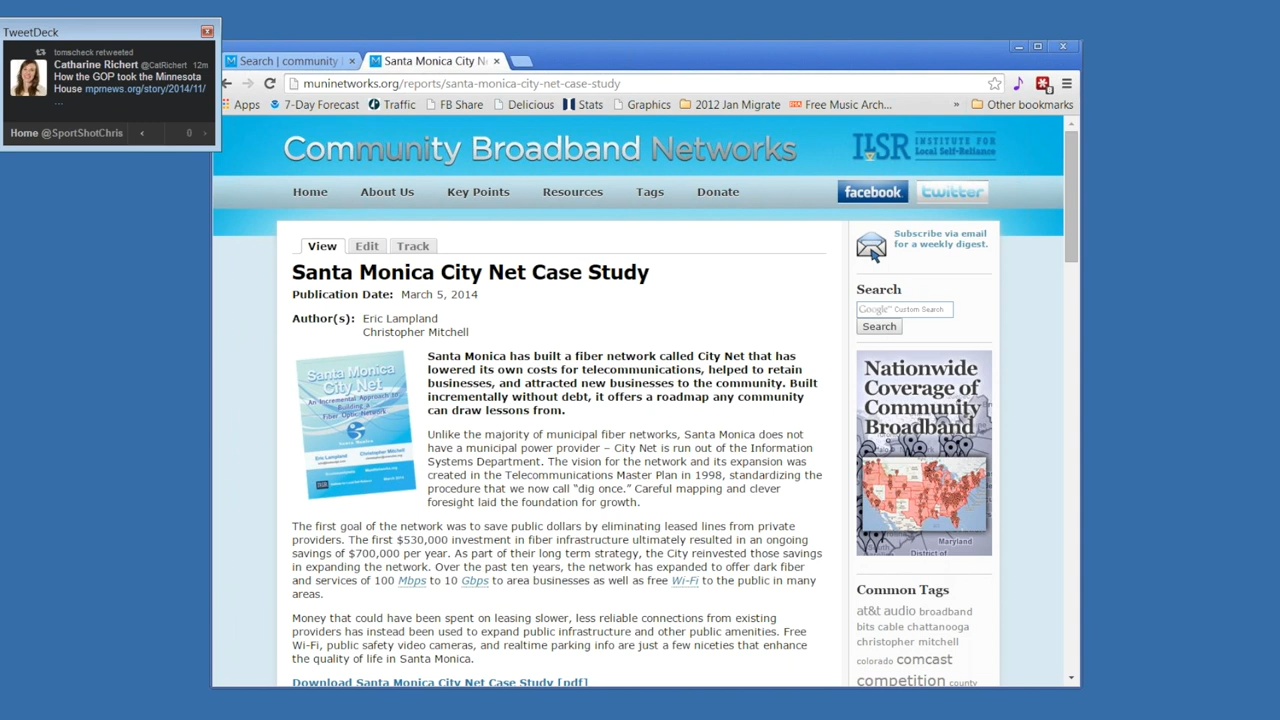 TweetDeck
tomscheck retweeted
Catharine Richert @CatRichert 12m
How the GOP took the Minnesota
House mprnews.org/story/2014/11/
...
Home @SportShotChris
0
Search | community
Santa Monica City Ne
muninetworks.org/reports/santa-monica-city-net-case-study
Apps 7-Day Forecast Traffic FB Share Delicious Stats Graphics 2012 Jan Migrate Free Music Arch... » Other bookmarks
Community Broadband Networks
ILSR INSTITUTE FOR
Local Self-Reliance
Home About Us Key Points Resources Tags Donate
facebook twitter
View Edit Track
Santa Monica City Net Case Study
Publication Date: March 5, 2014
Author(s): Eric Lampland
Christopher Mitchell
Santa Monica City Net
An Incremental Approach to
Building a
Fiber Optic Network
Santa Monica
Eric Lampland
Christopher Mitchell
Santa Monica has built a fiber network called City Net that has
lowered its own costs for telecommunications, helped to retain
businesses, and attracted new businesses to the community. Built
incrementally without debt, it offers a roadmap any community
can draw lessons from.
Unlike the majority of municipal fiber networks, Santa Monica does not
have a municipal power provider – City Net is run out of the Information
Systems Department. The vision for the network and its expansion was
created in the Telecommunications Master Plan in 1998, standardizing the
procedure that we now call “dig once.” Careful mapping and clever
foresight laid the foundation for growth.
The first goal of the network was to save public dollars by eliminating leased lines from private
providers. The first $530,000 investment in fiber infrastructure ultimately resulted in an ongoing
savings of $700,000 per year. As part of their long term strategy, the City reinvested those savings
in expanding the network. Over the past ten years, the network has expanded to offer dark fiber
and services of 100 Mbps to 10 Gbps to area businesses as well as free Wi-Fi to the public in many
areas.
Money that could have been spent on leasing slower, less reliable connections from existing
providers has instead been used to expand public infrastructure and other public amenities. Free
Wi-Fi, public safety video cameras, and realtime parking info are just a few niceties that enhance
the quality of life in Santa Monica.
Download Santa Monica City Net Case Study [pdf]
Subscribe via email
for a weekly digest.
Search
Google™ Custom Search
Search
Nationwide
Coverage of
Community
Broadband
Maryland
District of
Common Tags
at&t audio broadband
bits cable chattanooga
christopher mitchell
colorado comcast
competition county